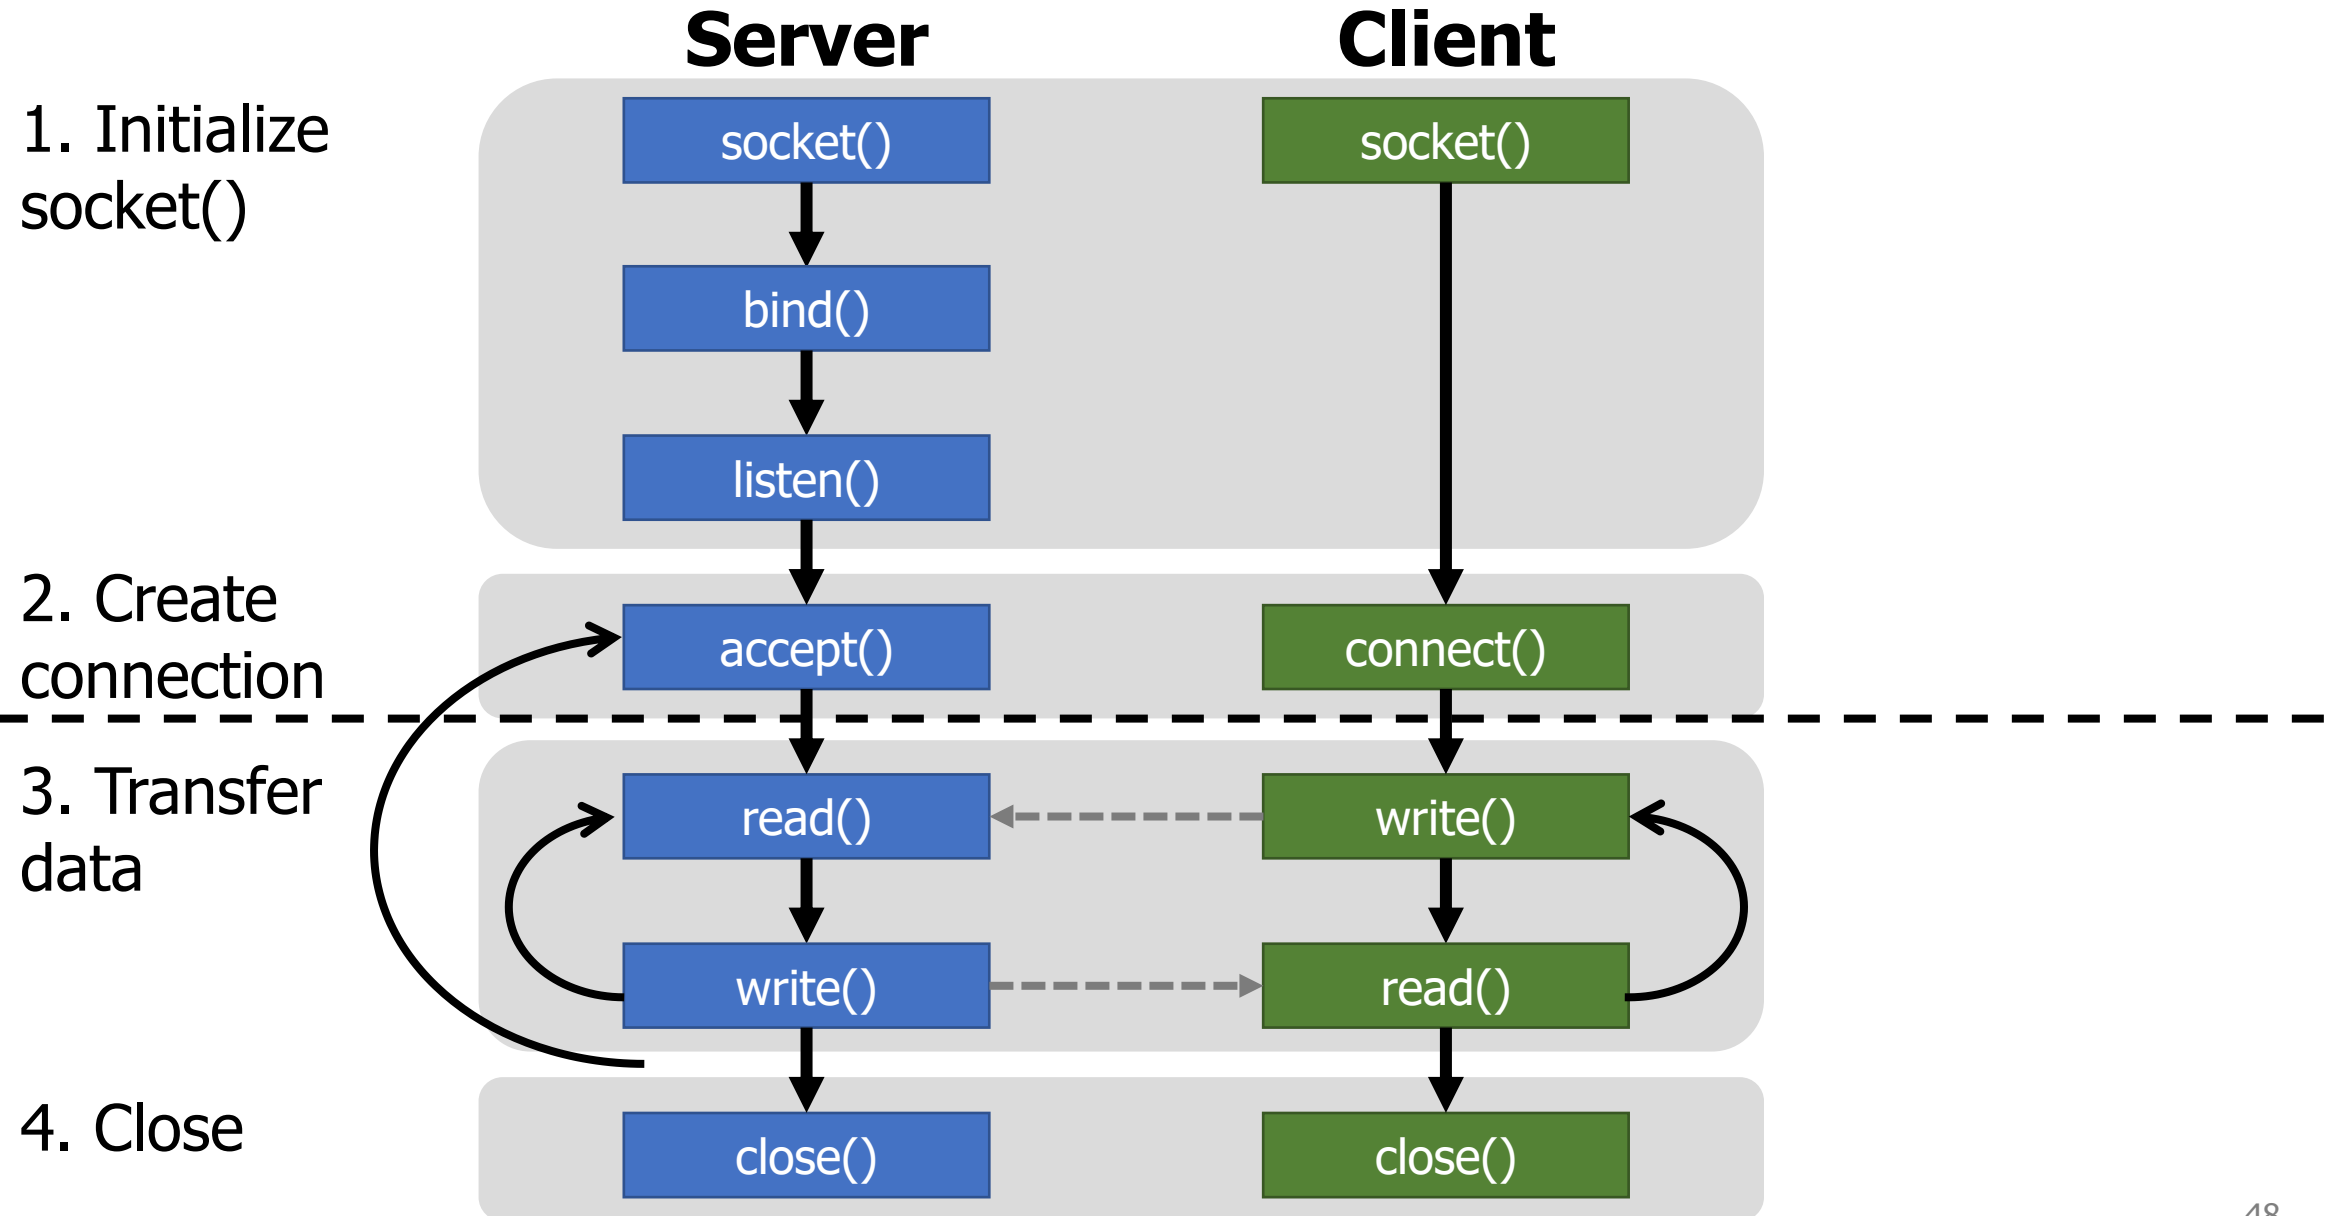 Server Client
1. Initialize
socket()
socket() socket()
bind()
listen()
2. Create
connection
accept() connect()
3. Transfer
data
read() write()
write() read()
4. Close
close() close()
48